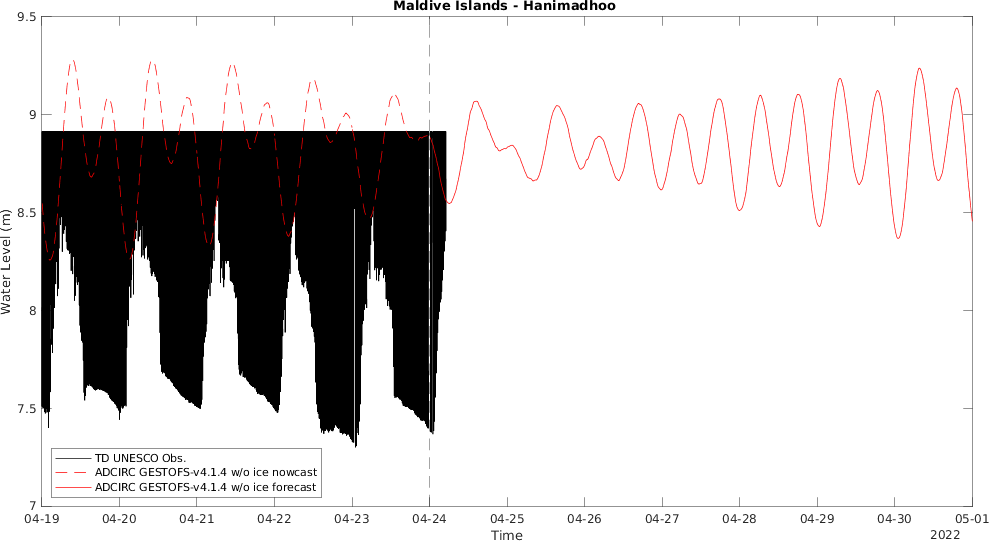 Maldive Islands - Hanimadhoo
9.5
9
8.5
8
7.5
7
Water Level (m)
TD UNESCO Obs.
ADCIRC GESTOFS-v4.1.4 w/o ice nowcast
ADCIRC GESTOFS-v4.1.4 w/o ice forecast
04-19 04-20 04-21 04-22 04-23 04-24 04-25 04-26 04-27 04-28 04-29 04-30 05-01
Time
2022